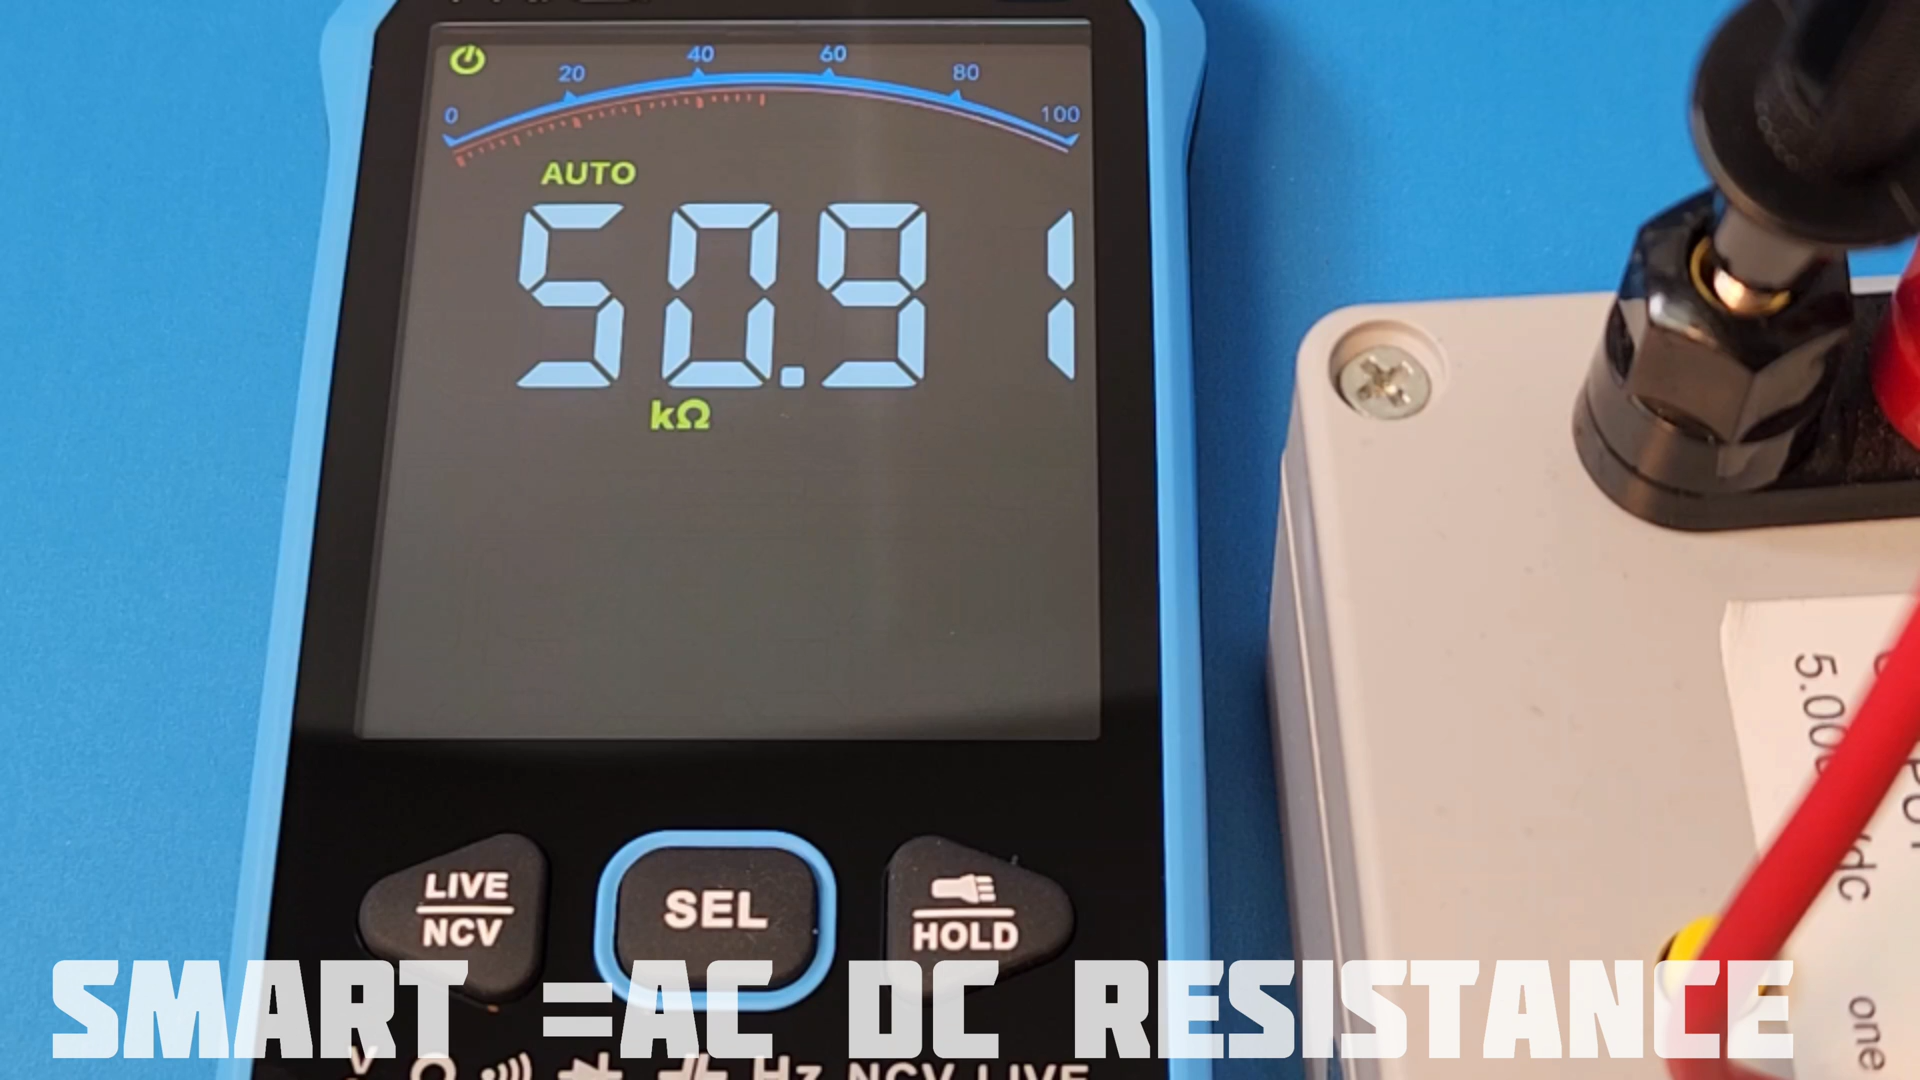 20 40 60 80
0 100
AUTO
50.91
kΩ
LIVE
NCV
SEL
HOLD
SMART =AC DC RESISTANCE
Hz NCV LIVE
5.00
Vdc
one